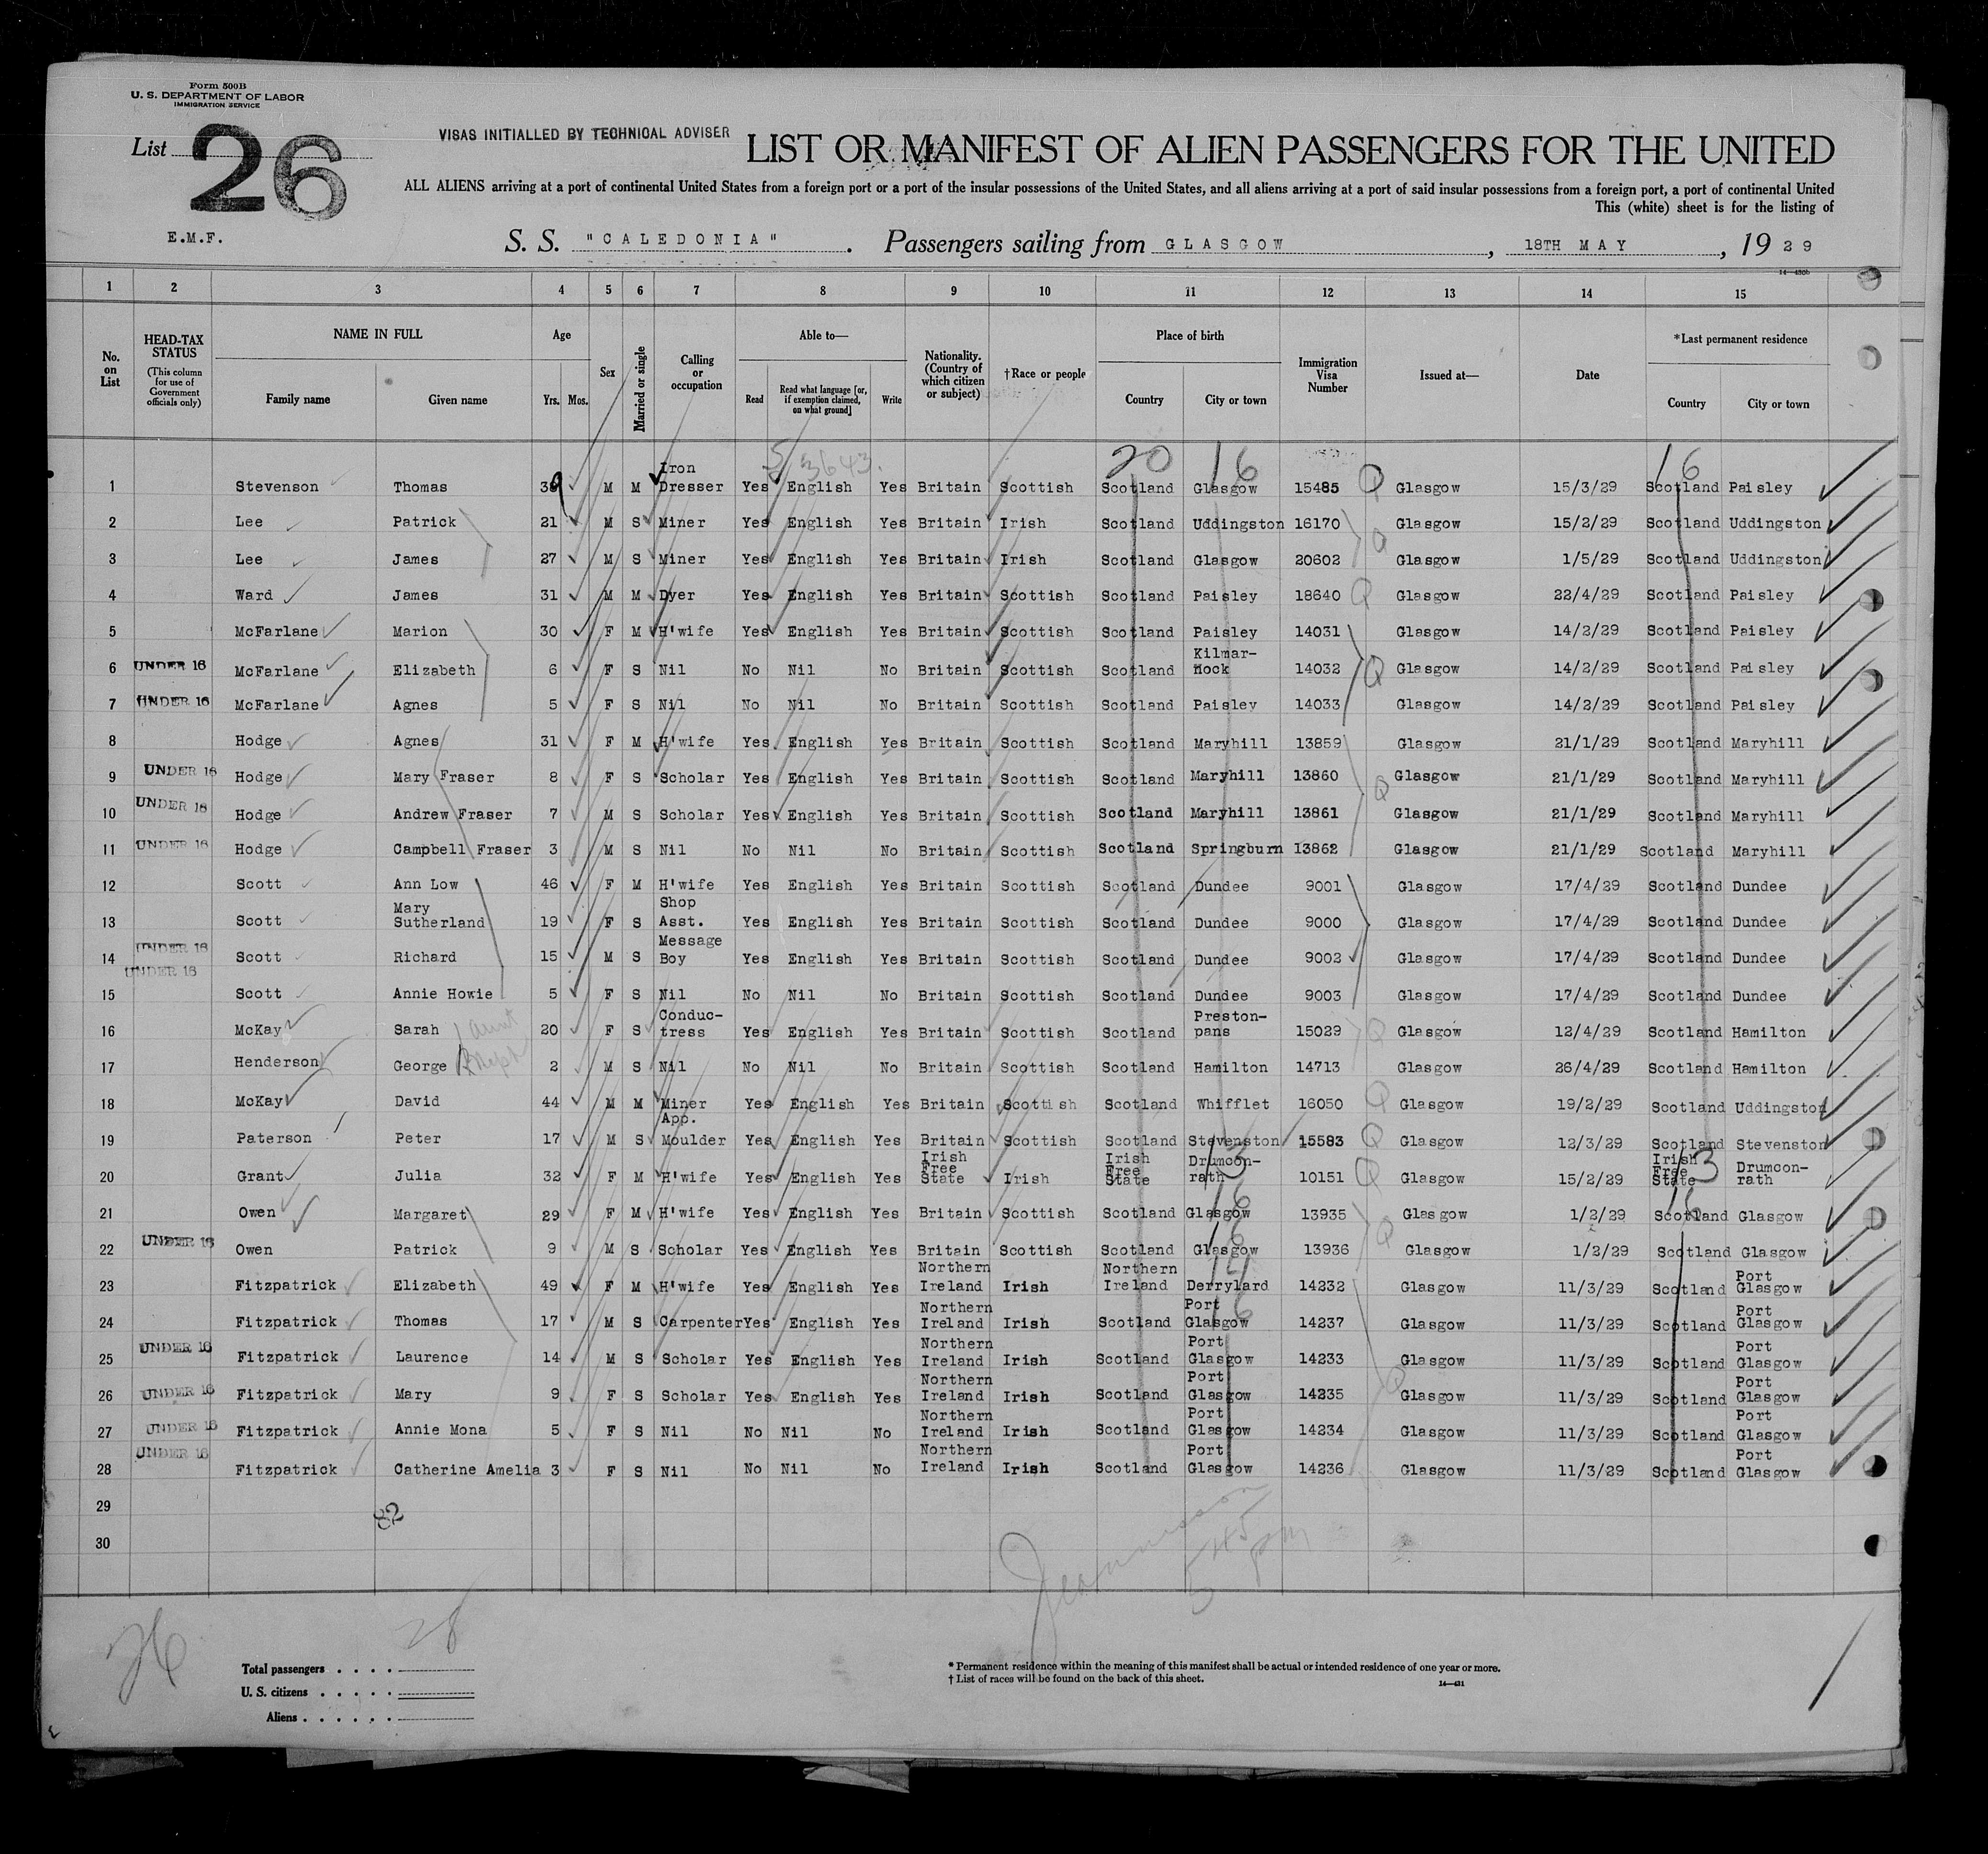 Form 500B
U. S. DEPARTMENT OF LABOR
IMMIGRATION SERVICE
List 26
VISAS INITIALLED BY TECHNICAL ADVISER
LIST OR MANIFEST OF ALIEN PASSENGERS FOR THE UNITED
ALL ALIENS arriving at a port of continental United States from a foreign port or a port of the insular possessions of the United States, and all aliens arriving at a port of said insular possessions from a foreign port, a port of continental United
This (white) sheet is for the listing of
E.M.F.
S. S. "CALEDONIA". Passengers sailing from GLASGOW, 18TH MAY, 1929
14—430b
1 2 3 4 5 6 7 8 9 10 11 12 13 14 15
No. on List
HEAD-TAX STATUS (This column for use of Government officials only)
NAME IN FULL Family name Given name
Age Yrs. Mos.
Sex
Married or single
Calling or occupation
Able to— Read Read what language [or, if exemption claimed, on what ground] Write
Nationality. (Country of which citizen or subject)
†Race or people
Place of birth Country City or town
Immigration Visa Number
Issued at—
Date
*Last permanent residence Country City or town
20 16 16
1 Stevenson Thomas M M Iron Dresser Yes English Yes Britain Scottish Scotland Glasgow 15485 Q Glasgow 15/3/29 Scotland Paisley
2 Lee Patrick 21 M S Miner Yes English Yes Britain Irish Scotland Uddingston 16170 Glasgow 15/2/29 Scotland Uddingston
3 Lee James 27 M S Miner Yes English Yes Britain Irish Scotland Glasgow 20602 Q Glasgow 1/5/29 Scotland Uddingston
4 Ward James 31 M M Dyer Yes English Yes Britain Scottish Scotland Paisley 18640 Q Glasgow 22/4/29 Scotland Paisley
5 McFarlane Marion 30 F M H'wife Yes English Yes Britain Scottish Scotland Paisley 14031 Glasgow 14/2/29 Scotland Paisley
6 UNDER 16 McFarlane Elizabeth 6 F S Nil No Nil No Britain Scottish Scotland Kilmar-nock 14032 Q Glasgow 14/2/29 Scotland Paisley
7 UNDER 16 McFarlane Agnes 5 F S Nil No Nil No Britain Scottish Scotland Paisley 14033 Glasgow 14/2/29 Scotland Paisley
8 Hodge Agnes 31 F M H'wife Yes English Yes Britain Scottish Scotland Maryhill 13859 Glasgow 21/1/29 Scotland Maryhill
9 UNDER 16 Hodge Mary Fraser 8 F S Scholar Yes English Yes Britain Scottish Scotland Maryhill 13860 Q Glasgow 21/1/29 Scotland Maryhill
10 UNDER 16 Hodge Andrew Fraser 7 M S Scholar Yes English Yes Britain Scottish Scotland Maryhill 13861 Glasgow 21/1/29 Scotland Maryhill
11 UNDER 16 Hodge Campbell Fraser 3 M S Nil No Nil No Britain Scottish Scotland Springburn 13862 Glasgow 21/1/29 Scotland Maryhill
12 Scott Ann Low 46 F M H'wife Yes English Yes Britain Scottish Scotland Dundee 9001 Glasgow 17/4/29 Scotland Dundee
13 Scott Mary Sutherland 19 F S Shop Asst. Yes English Yes Britain Scottish Scotland Dundee 9000 Glasgow 17/4/29 Scotland Dundee
14 UNDER 16 Scott Richard 15 M S Message Boy Yes English Yes Britain Scottish Scotland Dundee 9002 Glasgow 17/4/29 Scotland Dundee
15 UNDER 16 Scott Annie Howie 5 F S Nil No Nil No Britain Scottish Scotland Dundee 9003 Glasgow 17/4/29 Scotland Dundee
16 McKay Sarah aunt 20 F S Conduc-tress Yes English Yes Britain Scottish Scotland Preston-pans 15029 Q Glasgow 12/4/29 Scotland Hamilton
17 Henderson George 2 M S Nil No Nil No Britain Scottish Scotland Hamilton 14713 Glasgow 26/4/29 Scotland Hamilton
18 McKay David 44 M M Miner Yes English Yes Britain Scottish Scotland Whifflet 16050 Q Glasgow 19/2/29 Scotland Uddingston
19 Paterson Peter 17 M S App. Moulder Yes English Yes Britain Scottish Scotland Stevenston 15583 Q Glasgow 12/3/29 Scotland Stevenston
20 Grant Julia 32 F M H'wife Yes English Yes Irish Free State Irish Irish Free State Drumcon-rath 13 10151 Q Glasgow 15/2/29 Irish Free State 13 Drumcon-rath
21 Owen Margaret 29 F M H'wife Yes English Yes Britain Scottish Scotland Glasgow 16 13935 Glasgow 1/2/29 Scotland 16 Glasgow
22 UNDER 16 Owen Patrick 9 M S Scholar Yes English Yes Britain Scottish Scotland Glasgow 13936 Q Glasgow 1/2/29 Scotland Glasgow
23 Fitzpatrick Elizabeth 49 F M H'wife Yes English Yes Northern Ireland Irish Northern Ireland Derrylard 14232 Glasgow 11/3/29 Scotland Port Glasgow
24 Fitzpatrick Thomas 17 M S Carpenter Yes English Yes Northern Ireland Irish Scotland Port Glasgow 16 14237 Glasgow 11/3/29 Scotland Port Glasgow
25 UNDER 16 Fitzpatrick Laurence 14 M S Scholar Yes English Yes Northern Ireland Irish Scotland Port Glasgow 14233 Glasgow 11/3/29 Scotland Port Glasgow
26 UNDER 16 Fitzpatrick Mary 9 F S Scholar Yes English Yes Northern Ireland Irish Scotland Port Glasgow 14235 Q Glasgow 11/3/29 Scotland Port Glasgow
27 UNDER 16 Fitzpatrick Annie Mona 5 F S Nil No Nil No Northern Ireland Irish Scotland Port Glasgow 14234 Glasgow 11/3/29 Scotland Port Glasgow
28 UNDER 16 Fitzpatrick Catherine Amelia 3 F S Nil No Nil No Northern Ireland Irish Scotland Port Glasgow 14236 Glasgow 11/3/29 Scotland Port Glasgow
29
30
82
545 pm
26
28
Total passengers
U. S. citizens
Aliens
* Permanent residence within the meaning of this manifest shall be actual or intended residence of one year or more.
† List of races will be found on the back of this sheet.
14—431